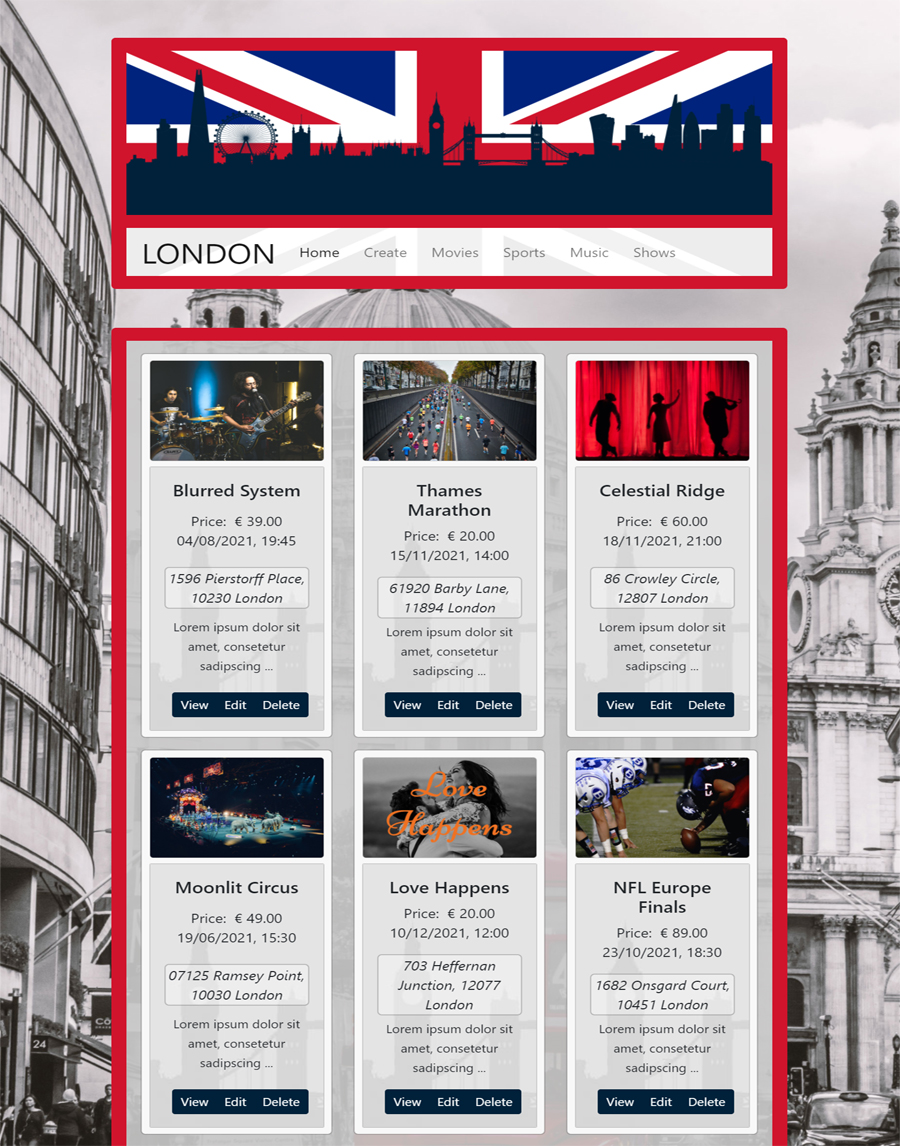 LONDON Home Create Movies Sports Music Shows
Blurred System
Price: € 39.00
04/08/2021, 19:45
1596 Pierstorff Place,
10230 London
Lorem ipsum dolor sit
amet, consetetur
sadipscing ...
View Edit Delete
Thames
Marathon
Price: € 20.00
15/11/2021, 14:00
61920 Barby Lane,
11894 London
Lorem ipsum dolor sit
amet, consetetur
sadipscing ...
View Edit Delete
Celestial Ridge
Price: € 60.00
18/11/2021, 21:00
86 Crowley Circle,
12807 London
Lorem ipsum dolor sit
amet, consetetur
sadipscing ...
View Edit Delete
Moonlit Circus
Price: € 49.00
19/06/2021, 15:30
07125 Ramsey Point,
10030 London
Lorem ipsum dolor sit
amet, consetetur
sadipscing ...
View Edit Delete
Love
Happens
Love Happens
Price: € 20.00
10/12/2021, 12:00
703 Heffernan
Junction, 12077
London
Lorem ipsum dolor sit
amet, consetetur
sadipscing ...
View Edit Delete
NFL Europe
Finals
Price: € 89.00
23/10/2021, 18:30
1682 Onsgard Court,
10451 London
Lorem ipsum dolor sit
amet, consetetur
sadipscing ...
View Edit Delete
24